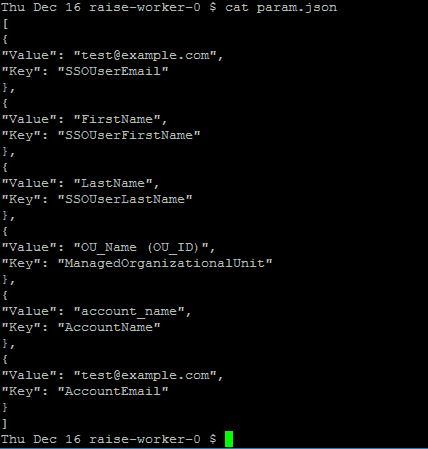 Thu Dec 16 raise-worker-0 $ cat param.json
[
{
"Value": "test@example.com",
"Key": "SSOUserEmail"
},
{
"Value": "FirstName",
"Key": "SSOUserFirstName"
},
{
"Value": "LastName",
"Key": "SSOUserLastName"
},
{
"Value": "OU_Name (OU_ID)",
"Key": "ManagedOrganizationalUnit"
},
{
"Value": "account_name",
"Key": "AccountName"
},
{
"Value": "test@example.com",
"Key": "AccountEmail"
}
]
Thu Dec 16 raise-worker-0 $